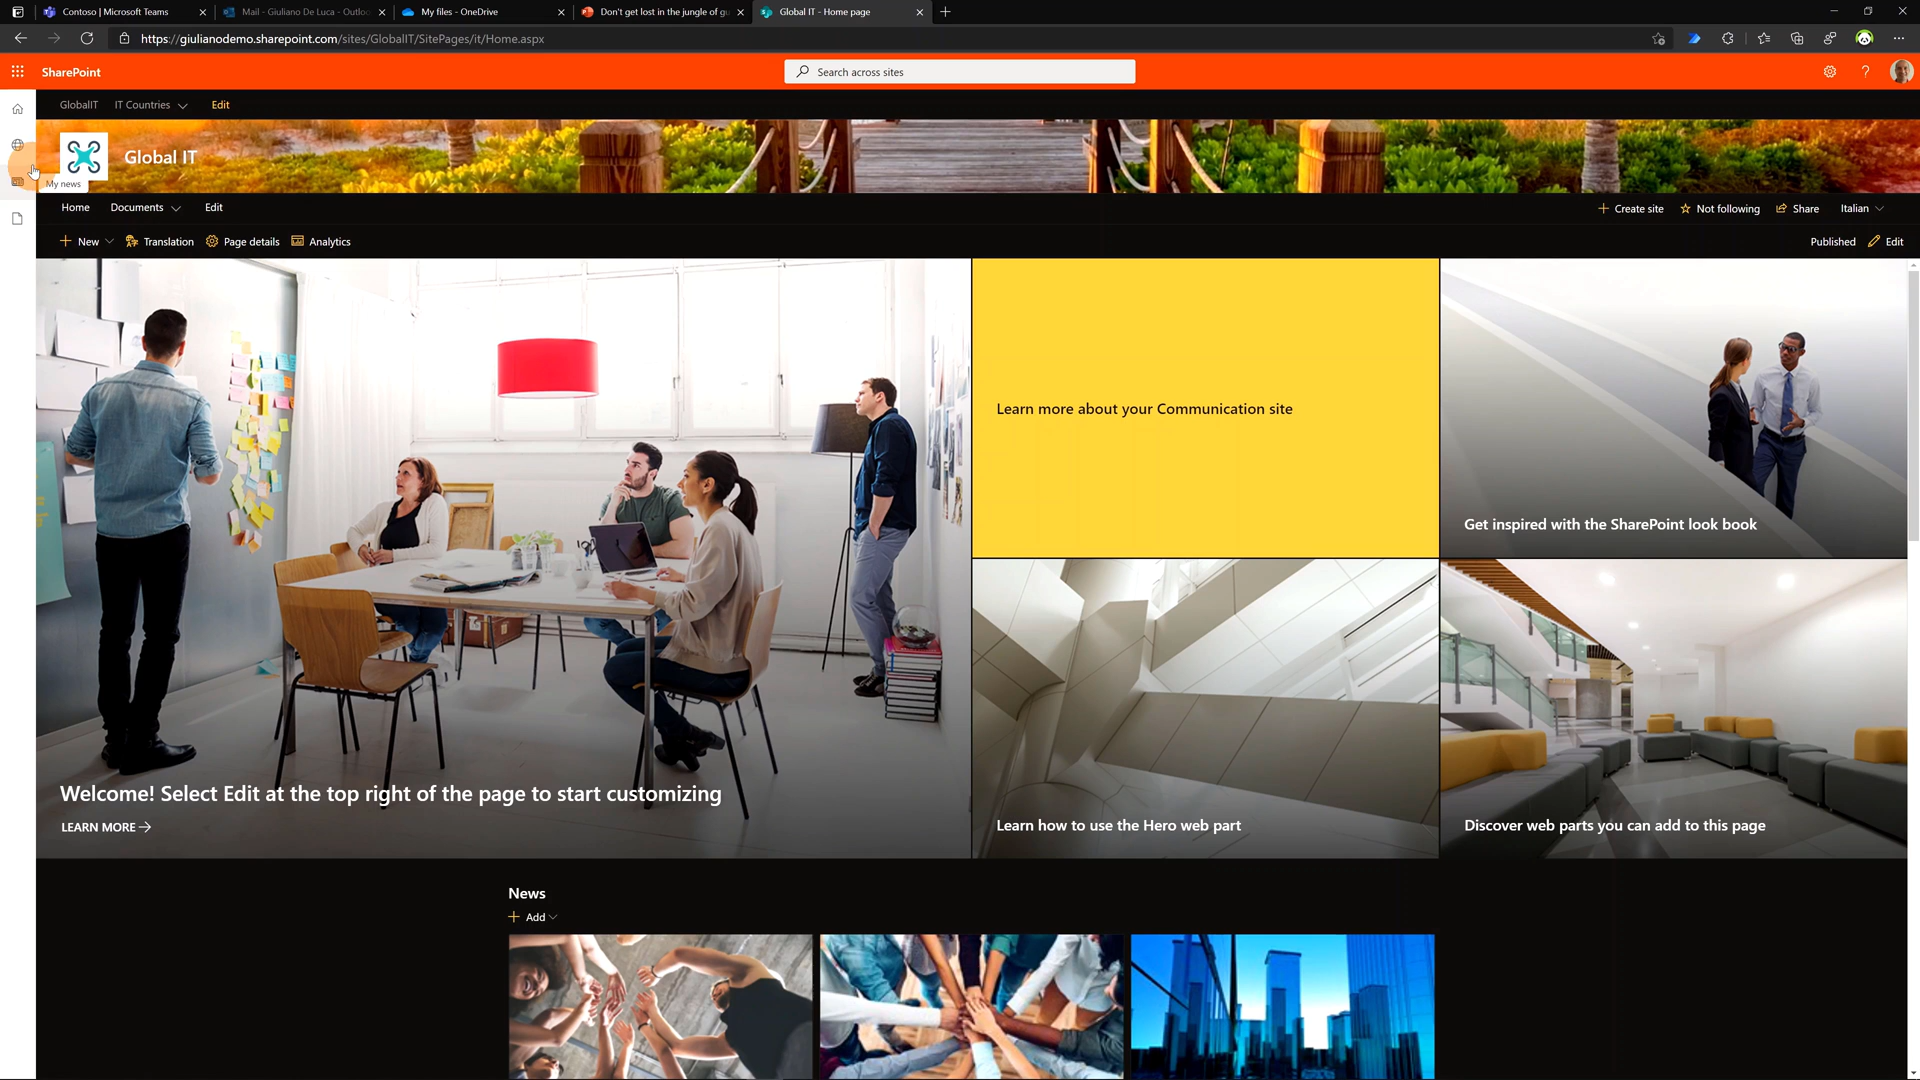 Contoso | Microsoft Teams
Mail - Giuliano De Luca - Outlo
My files - OneDrive
Don't get lost in the jungle of gu
Global IT - Home page
https://giulianodemo.sharepoint.com/sites/GlobalIT/SitePages/it/Home.aspx
SharePoint
Search across sites
GlobalIT
IT Countries
Edit
Global IT
My news
Home
Documents
Edit
Create site
Not following
Share
Italian
New
Translation
Page details
Analytics
Published
Edit
Learn more about your Communication site
Get inspired with the SharePoint look book
Welcome! Select Edit at the top right of the page to start customizing
LEARN MORE
Learn how to use the Hero web part
Discover web parts you can add to this page
News
Add